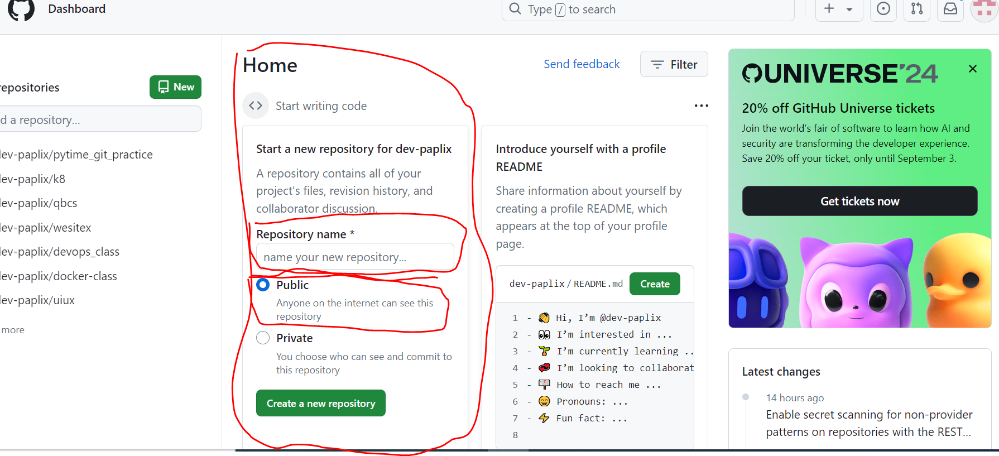 Dashboard
Type / to search
repositories
New
d a repository...
lev-paplix/pytime_git_practice
lev-paplix/k8
lev-paplix/qbcs
lev-paplix/wesitex
lev-paplix/devops_class
lev-paplix/docker-class
lev-paplix/uiux
more
Home
Send feedback
Filter
Start writing code
Start a new repository for dev-paplix
A repository contains all of your
project's files, revision history, and
collaborator discussion.
Repository name *
name your new repository...
Public
Anyone on the internet can see this
repository
Private
You choose who can see and commit to
this repository
Create a new repository
Introduce yourself with a profile
README
Share information about yourself by
creating a profile README, which
appears at the top of your profile
page.
dev-paplix / README.md
Create
1 - 👋 Hi, I’m @dev-paplix
2 - 👀 I’m interested in ...
3 - 🌱 I’m currently learning ..
4 - 💞️ I’m looking to collaborat
5 - 📫 How to reach me ...
6 - 😄 Pronouns: ...
7 - ⚡ Fun fact: ...
8
UNIVERSE'24
20% off GitHub Universe tickets
Join the world’s fair of software to learn how AI and
security are transforming the developer experience.
Save 20% off your ticket, only until September 3.
Get tickets now
Latest changes
14 hours ago
Enable secret scanning for non-provider
patterns on repositories with the REST...